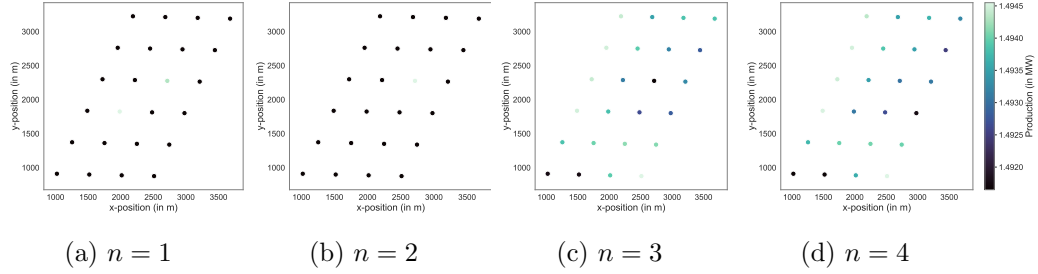 y-position (in m)
3000
2500
2000
1500
1000
1000 1500 2000 2500 3000 3500
x-position (in m)
(a) n = 1
y-position (in m)
3000
2500
2000
1500
1000
1000 1500 2000 2500 3000 3500
x-position (in m)
(b) n = 2
y-position (in m)
3000
2500
2000
1500
1000
1000 1500 2000 2500 3000 3500
x-position (in m)
(c) n = 3
y-position (in m)
3000
2500
2000
1500
1000
1000 1500 2000 2500 3000 3500
x-position (in m)
(d) n = 4
1.4945
1.4940
1.4935
1.4930
1.4925
1.4920
Production (in MW)